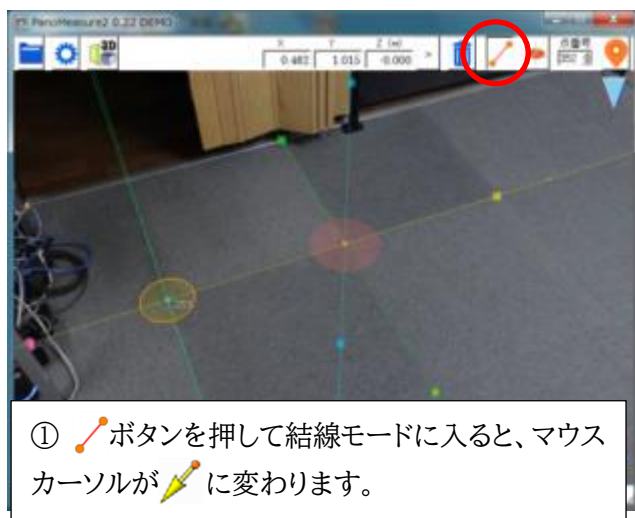 PanoMeasure2 0.22 DEMO
3D
X Y Z (m)
0.482 1.015 -0.000 >
点番号
① ボタンを押して結線モードに入ると、マウス
カーソルが に変わります。